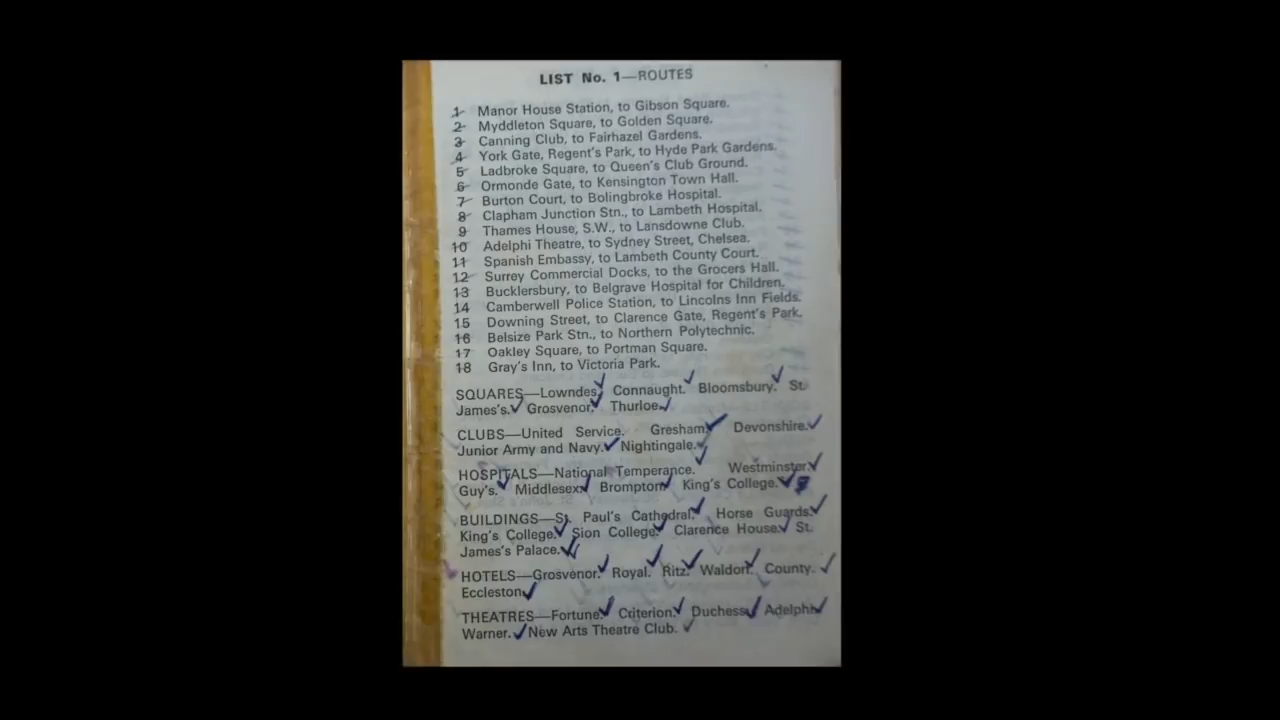 LIST No. 1—ROUTES
1 Manor House Station, to Gibson Square.
2 Myddleton Square, to Golden Square.
3 Canning Club, to Fairhazel Gardens.
4 York Gate, Regent's Park, to Hyde Park Gardens.
5 Ladbroke Square, to Queen's Club Ground.
6 Ormonde Gate, to Kensington Town Hall.
7 Burton Court, to Bolingbroke Hospital.
8 Clapham Junction Stn., to Lambeth Hospital.
9 Thames House, S.W., to Lansdowne Club.
10 Adelphi Theatre, to Sydney Street, Chelsea.
11 Spanish Embassy, to Lambeth County Court.
12 Surrey Commercial Docks, to the Grocers Hall.
13 Bucklersbury, to Belgrave Hospital for Children.
14 Camberwell Police Station, to Lincolns Inn Fields.
15 Downing Street, to Clarence Gate, Regent's Park.
16 Belsize Park Stn., to Northern Polytechnic.
17 Oakley Square, to Portman Square.
18 Gray's Inn, to Victoria Park.
SQUARES—Lowndes. Connaught. Bloomsbury. St.
James's. Grosvenor. Thurloe.
CLUBS—United Service. Gresham. Devonshire.
Junior Army and Navy. Nightingale.
HOSPITALS—National Temperance. Westminster.
Guy's. Middlesex. Brompton. King's College.
BUILDINGS—St. Paul's Cathedral. Horse Guards.
King's College. Sion College. Clarence House. St.
James's Palace.
HOTELS—Grosvenor. Royal. Ritz. Waldorf. County.
Eccleston.
THEATRES—Fortune. Criterion. Duchess. Adelphi.
Warner. New Arts Theatre Club.